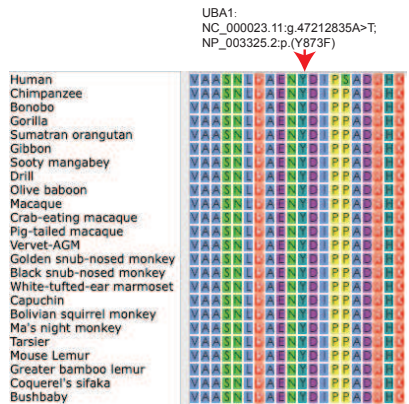 UBA1:
NC_000023.11:g.47212835A>T;
NP_003325.2:p.(Y873F)
Human V A A S N L A E N Y D I P S A D H
Chimpanzee V A A S N L A E N Y D I P P A D H
Bonobo V A A S N L A E N Y D I P P A D H
Gorilla V A A S N L A E N Y D I P P A D H
Sumatran orangutan V A A S N L A E N Y D I P P A D H
Gibbon V A A S N L A E N Y D I P P A D H
Sooty mangabey V A A S N L A E N Y D I P P A D H
Drill V A A S N L A E N Y D I P P A D H
Olive baboon V A A S N L A E N Y D I P P A D H
Macaque V A A S N L A E N Y D I P P A D H
Crab-eating macaque V A A S N L A E N Y D I P P A D H
Pig-tailed macaque V A A S N L A E N Y D I P P A D H
Vervet-AGM V A A S N L A E N Y D I P P A D H
Golden snub-nosed monkey V A A S N L A E N Y D I P P A D H
Black snub-nosed monkey V A A S N L A E N Y D I P P A D H
White-tufted-ear marmoset V A A S N L A E N Y D I P P A D H
Capuchin V A A S N L A E N Y D I P P A D H
Bolivian squirrel monkey V A A S N L A E N Y D I P P A D H
Ma's night monkey V A A S N L A E N Y D I P P A D H
Tarsier V A A S N L A E N Y D I P P A D H
Mouse Lemur V A A S N L A E N Y D I P P A D H
Greater bamboo lemur V A A S N L A E N Y D I P P A D H
Coquerel's sifaka V A A S N L A E N Y D I P P A D H
Bushbaby V A A S N L A E N Y D I P P A D H